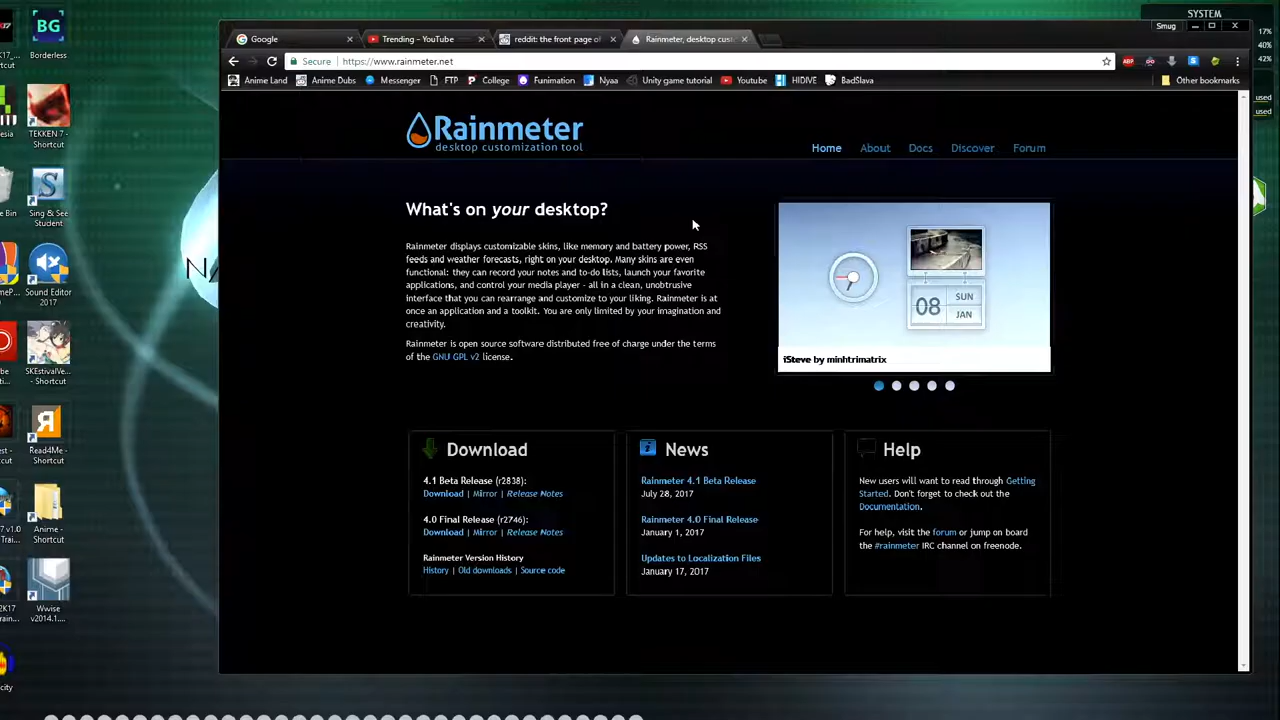 SYSTEM
17%
40%
42%
used
used
BG
Borderless
TEKKEN 7 -
Shortcut
Sing & See
Student
Sound Editor
2017
SKEstivalVe...
- Shortcut
Read4Me -
Shortcut
Anime -
Shortcut
Wwise
v2014.1....
Google
Trending - YouTube
reddit: the front page of
Rainmeter, desktop cust
Smug
Secure
https://www.rainmeter.net
ABP
Anime Land
Anime Dubs
Messenger
FTP
College
Funimation
Nyaa
Unity game tutorial
Youtube
HIDIVE
BadSlava
Other bookmarks
Rainmeter
desktop customization tool
Home About Docs Discover Forum
What's on your desktop?
Rainmeter displays customizable skins, like memory and battery power, RSS
feeds and weather forecasts, right on your desktop. Many skins are even
functional: they can record your notes and to-do lists, launch your favorite
applications, and control your media player - all in a clean, unobtrusive
interface that you can rearrange and customize to your liking. Rainmeter is at
once an application and a toolkit. You are only limited by your imagination and
creativity.
Rainmeter is open source software distributed free of charge under the terms
of the GNU GPL v2 license.
08
SUN
JAN
iSteve by minhtrimatrix
Download
4.1 Beta Release (r2838):
Download | Mirror | Release Notes
4.0 Final Release (r2746):
Download | Mirror | Release Notes
Rainmeter Version History
History | Old downloads | Source code
News
Rainmeter 4.1 Beta Release
July 28, 2017
Rainmeter 4.0 Final Release
January 1, 2017
Updates to Localization Files
January 17, 2017
Help
New users will want to read through Getting
Started. Don't forget to check out the
Documentation.
For help, visit the forum or jump on board
the #rainmeter IRC channel on freenode.